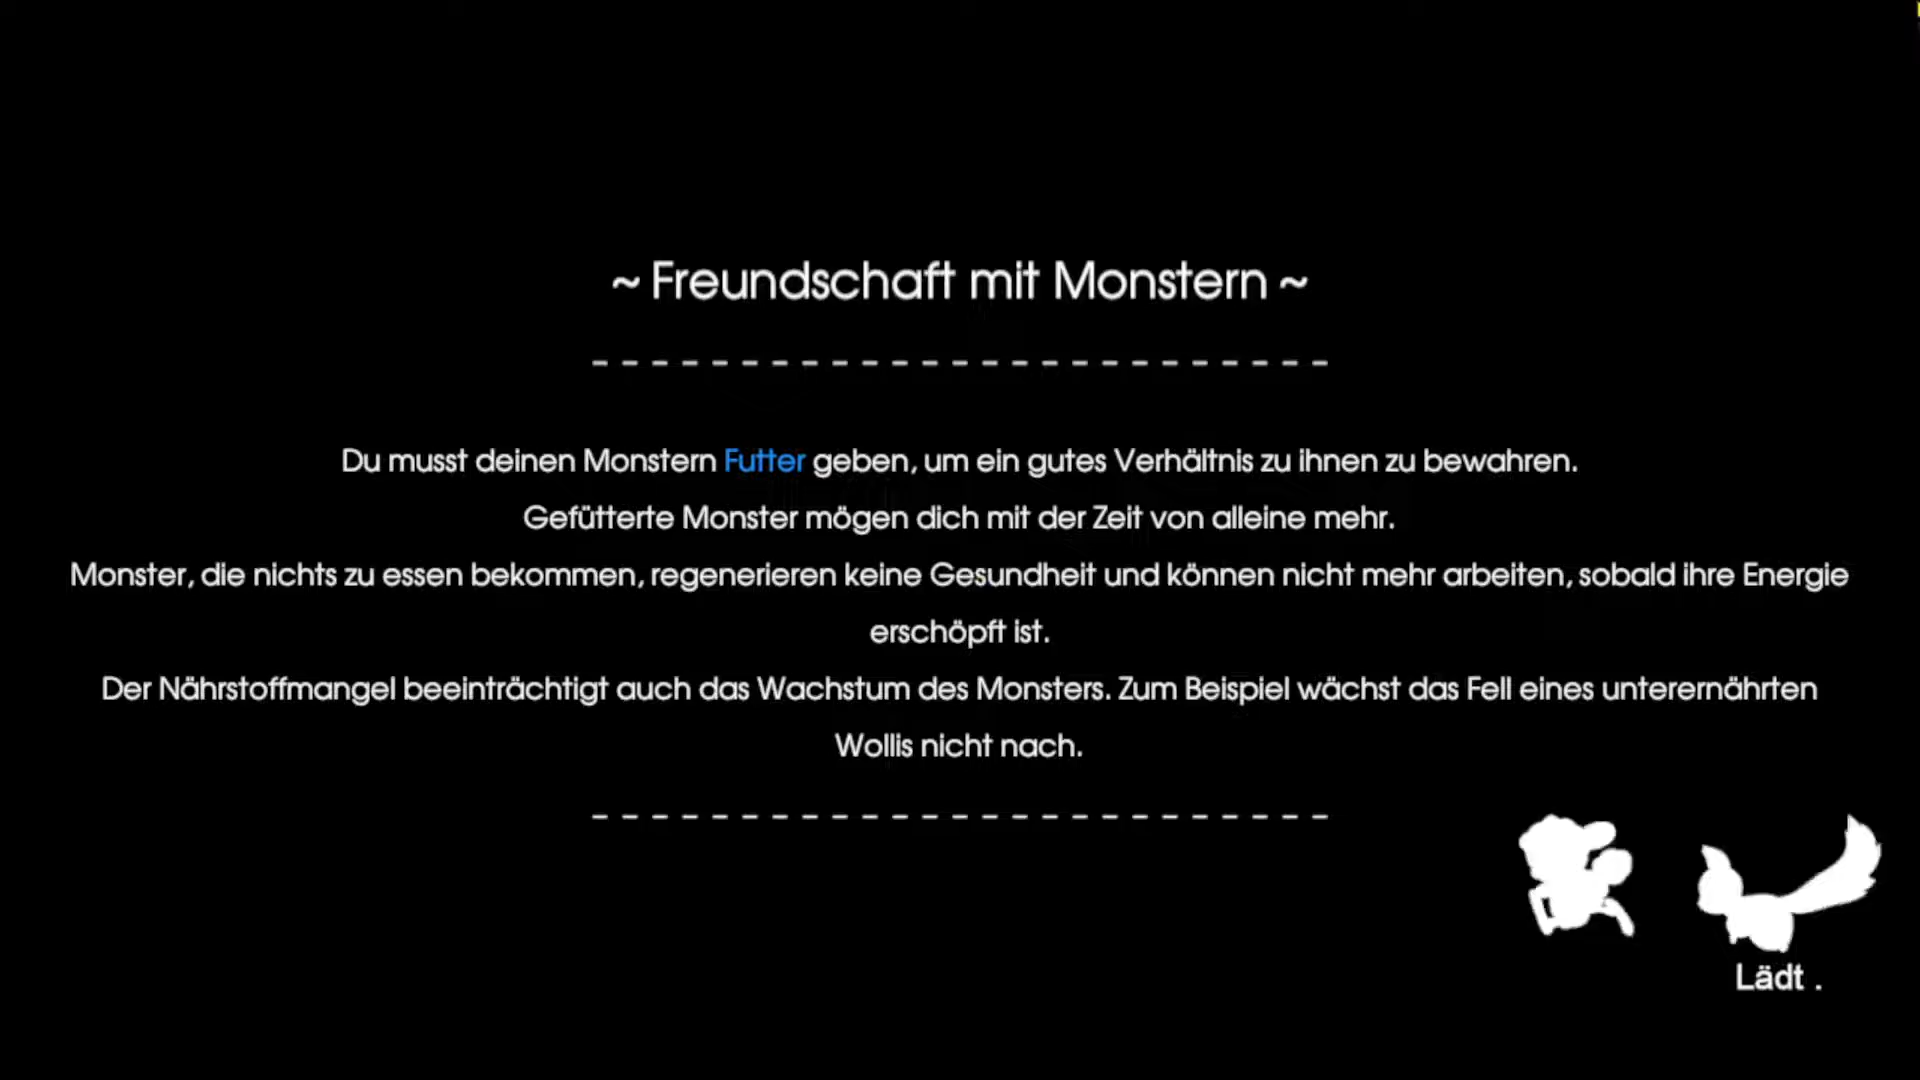 ~ Freundschaft mit Monstern ~
- - - - - - - - - - - - - - - - - - - - - - - - -
Du musst deinen Monstern Futter geben, um ein gutes Verhältnis zu ihnen zu bewahren.
Gefütterte Monster mögen dich mit der Zeit von alleine mehr.
Monster, die nichts zu essen bekommen, regenerieren keine Gesundheit und können nicht mehr arbeiten, sobald ihre Energie
erschöpft ist.
Der Nährstoffmangel beeinträchtigt auch das Wachstum des Monsters. Zum Beispiel wächst das Fell eines unterernährten
Wollis nicht nach.
- - - - - - - - - - - - - - - - - - - - - - - - -
Lädt .